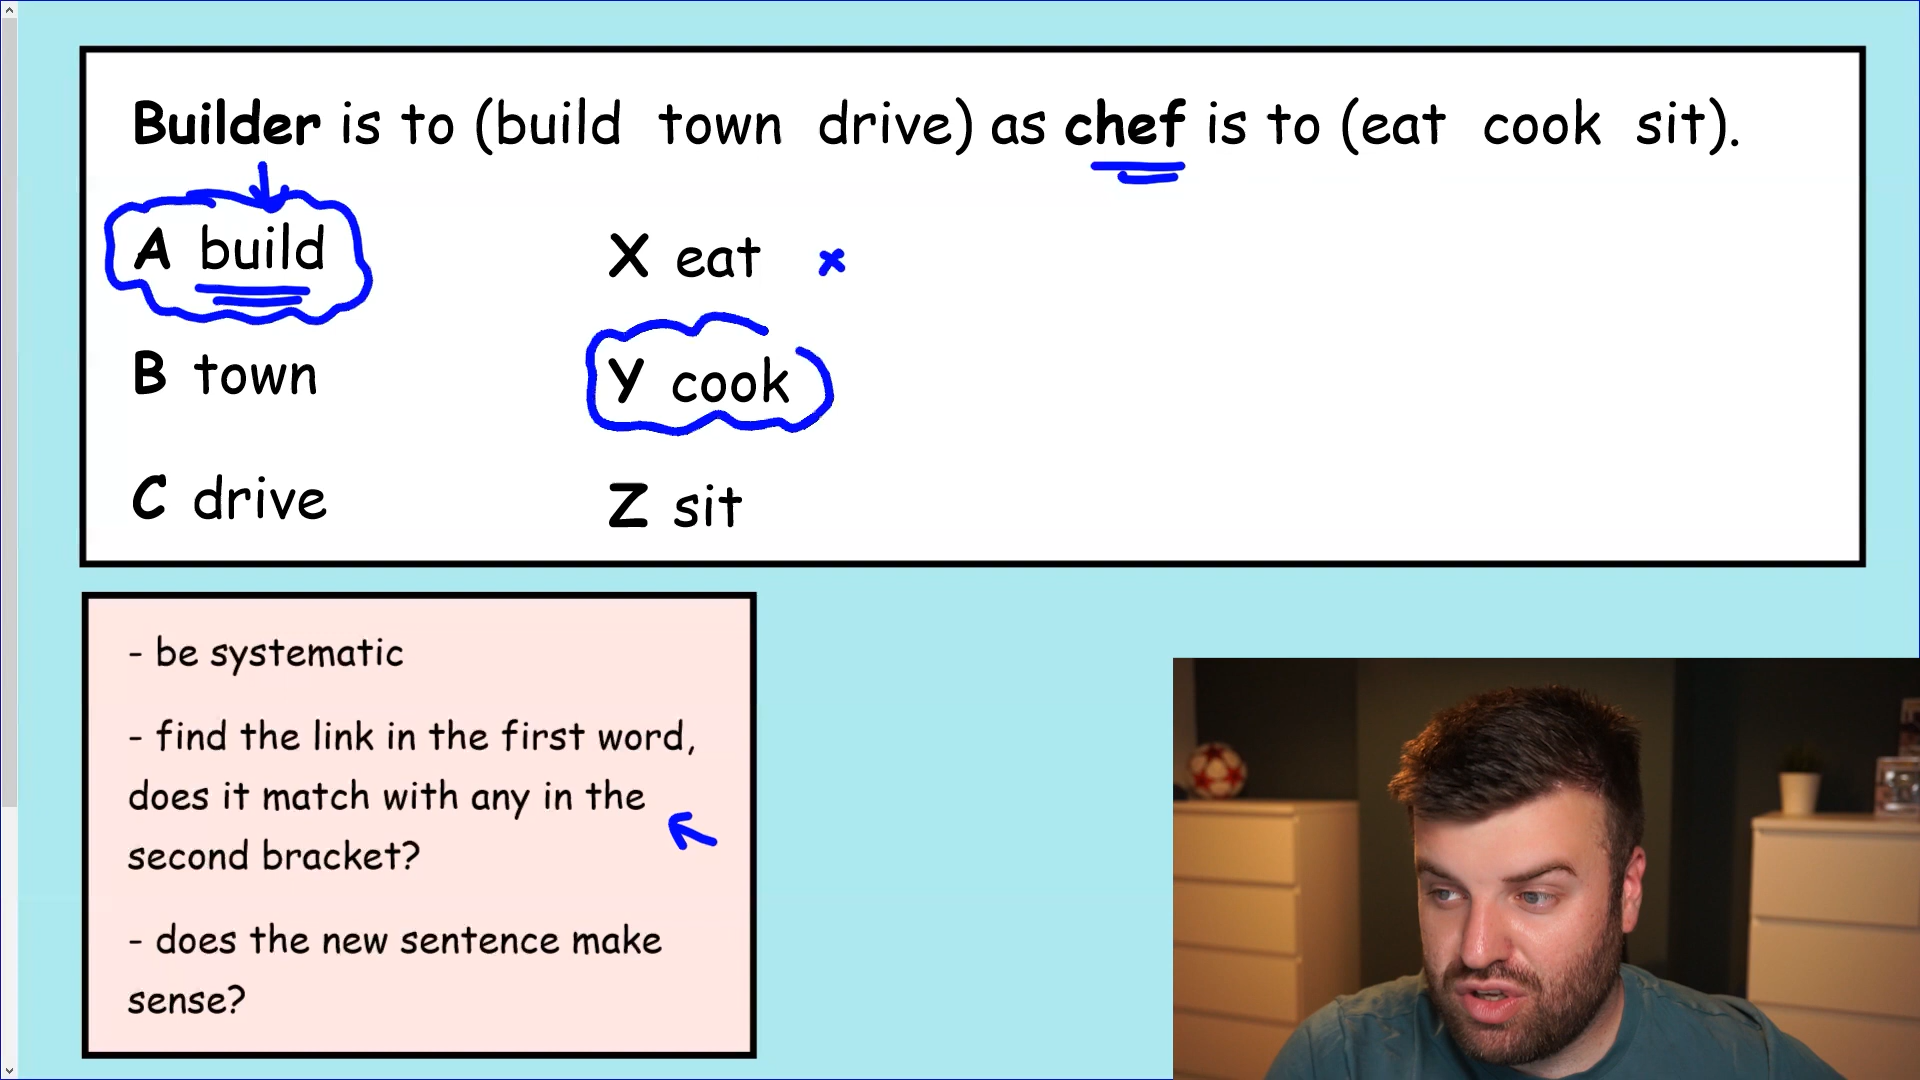 Builder is to (build town drive) as chef is to (eat cook sit).
A build
X eat x
B town
Y cook
C drive
Z sit
- be systematic
- find the link in the first word,
does it match with any in the
second bracket?
- does the new sentence make
sense?